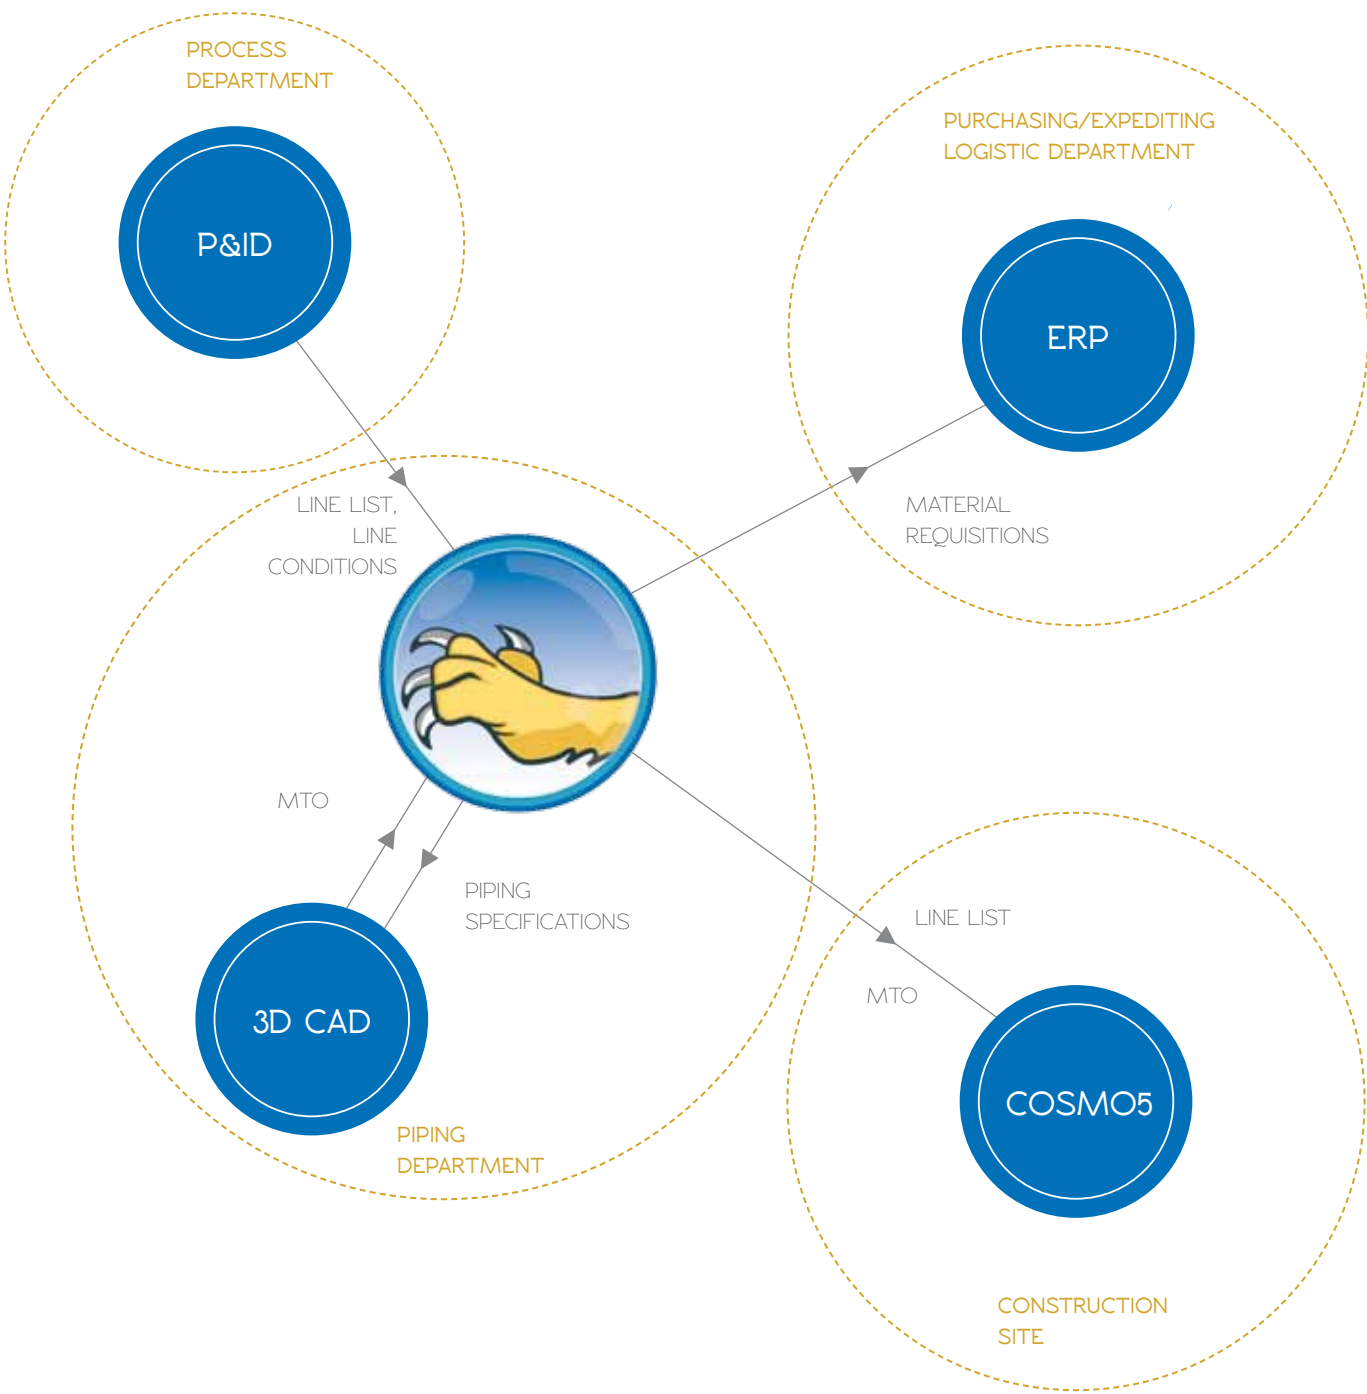 PROCESS
DEPARTMENT
P&ID
PURCHASING/EXPEDITING
LOGISTIC DEPARTMENT
ERP
LINE LIST,
LINE
CONDITIONS
MATERIAL
REQUISITIONS
MTO
PIPING
SPECIFICATIONS
3D CAD
PIPING
DEPARTMENT
LINE LIST
MTO
COSMO5
CONSTRUCTION
SITE